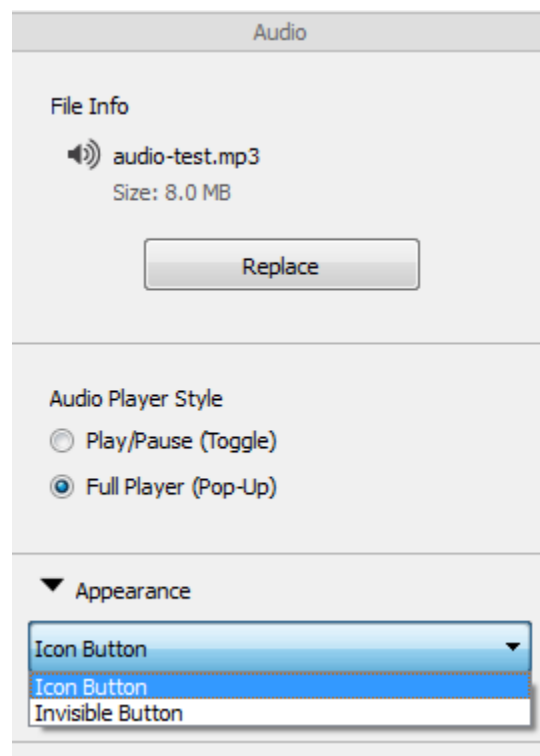 Audio
File Info
audio-test.mp3
Size: 8.0 MB
Replace
Audio Player Style
Play/Pause (Toggle)
Full Player (Pop-Up)
Appearance
Icon Button
Icon Button
Invisible Button